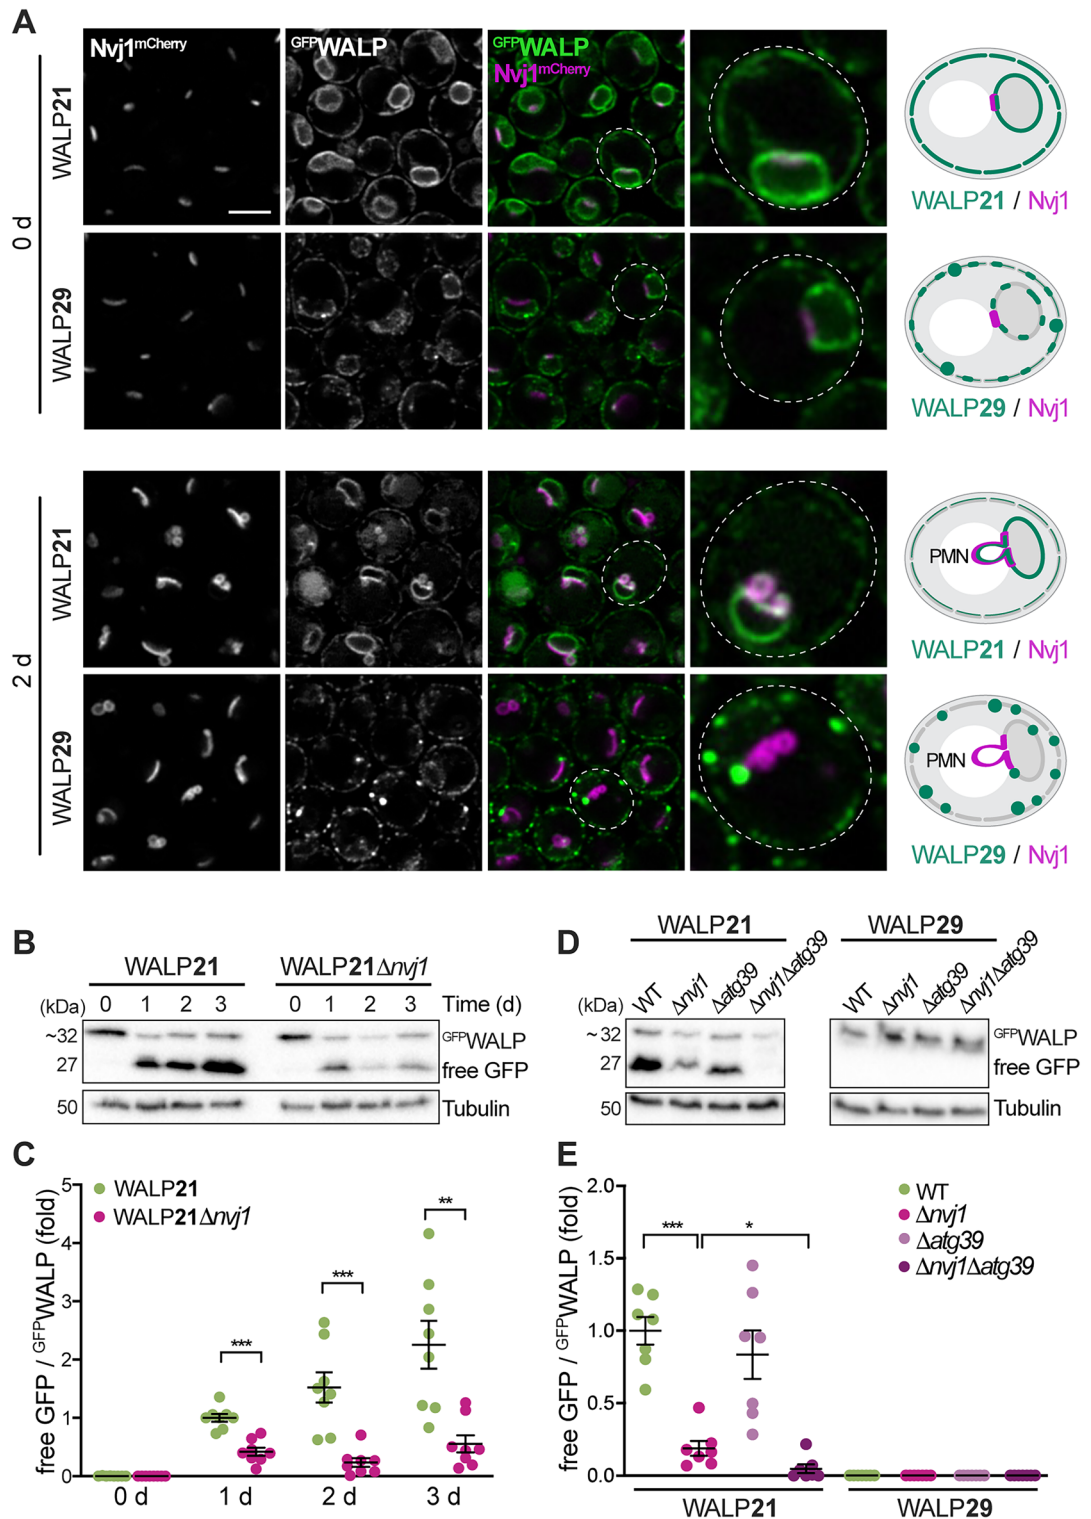 A
Nvj1mCherry
GFPWALP
GFPWALP
Nvj1mCherry
0 d
WALP21
WALP21 / Nvj1
WALP29
WALP29 / Nvj1
2 d
WALP21
PMN
WALP21 / Nvj1
WALP29
PMN
WALP29 / Nvj1
B
WALP21 WALP21Δnvj1
(kDa) 0 1 2 3 0 1 2 3 Time (d)
~32 GFPWALP
27 free GFP
50 Tubulin
D
WALP21 WALP29
(kDa) WT Δnvj1 Δatg39 Δnvj1Δatg39 WT Δnvj1 Δatg39 Δnvj1Δatg39
~32 GFPWALP
27 free GFP
50 Tubulin
C
free GFP / GFPWALP (fold)
5
4
3
2
1
0
WALP21
WALP21Δnvj1
***
***
**
0 d 1 d 2 d 3 d
E
free GFP / GFPWALP (fold)
2.0
1.5
1.0
0.5
0.0
WT
Δnvj1
Δatg39
Δnvj1Δatg39
*** *
WALP21 WALP29